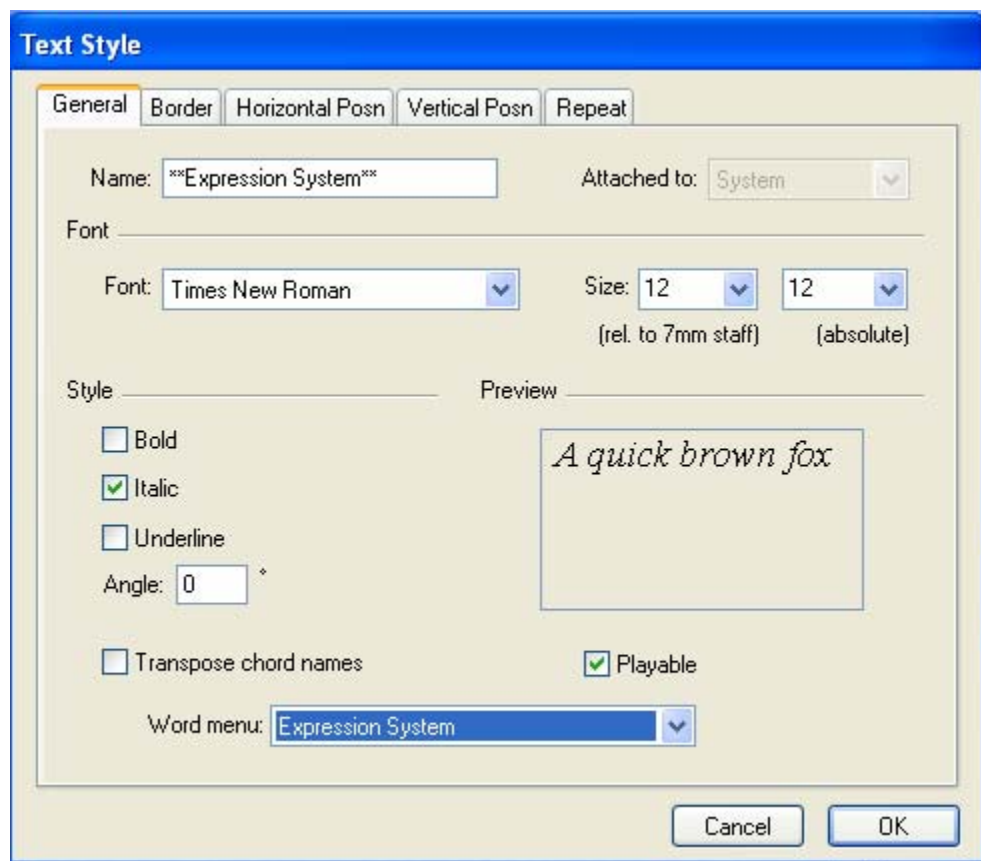 Text Style
General Border Horizontal Posn Vertical Posn Repeat
Name: **Expression System** Attached to: System
Font
Font: Times New Roman Size: 12 12
(rel. to 7mm staff) (absolute)
Style Preview
Bold A quick brown fox
Italic
Underline
Angle: 0 °
Transpose chord names Playable
Word menu: Expression System
Cancel OK